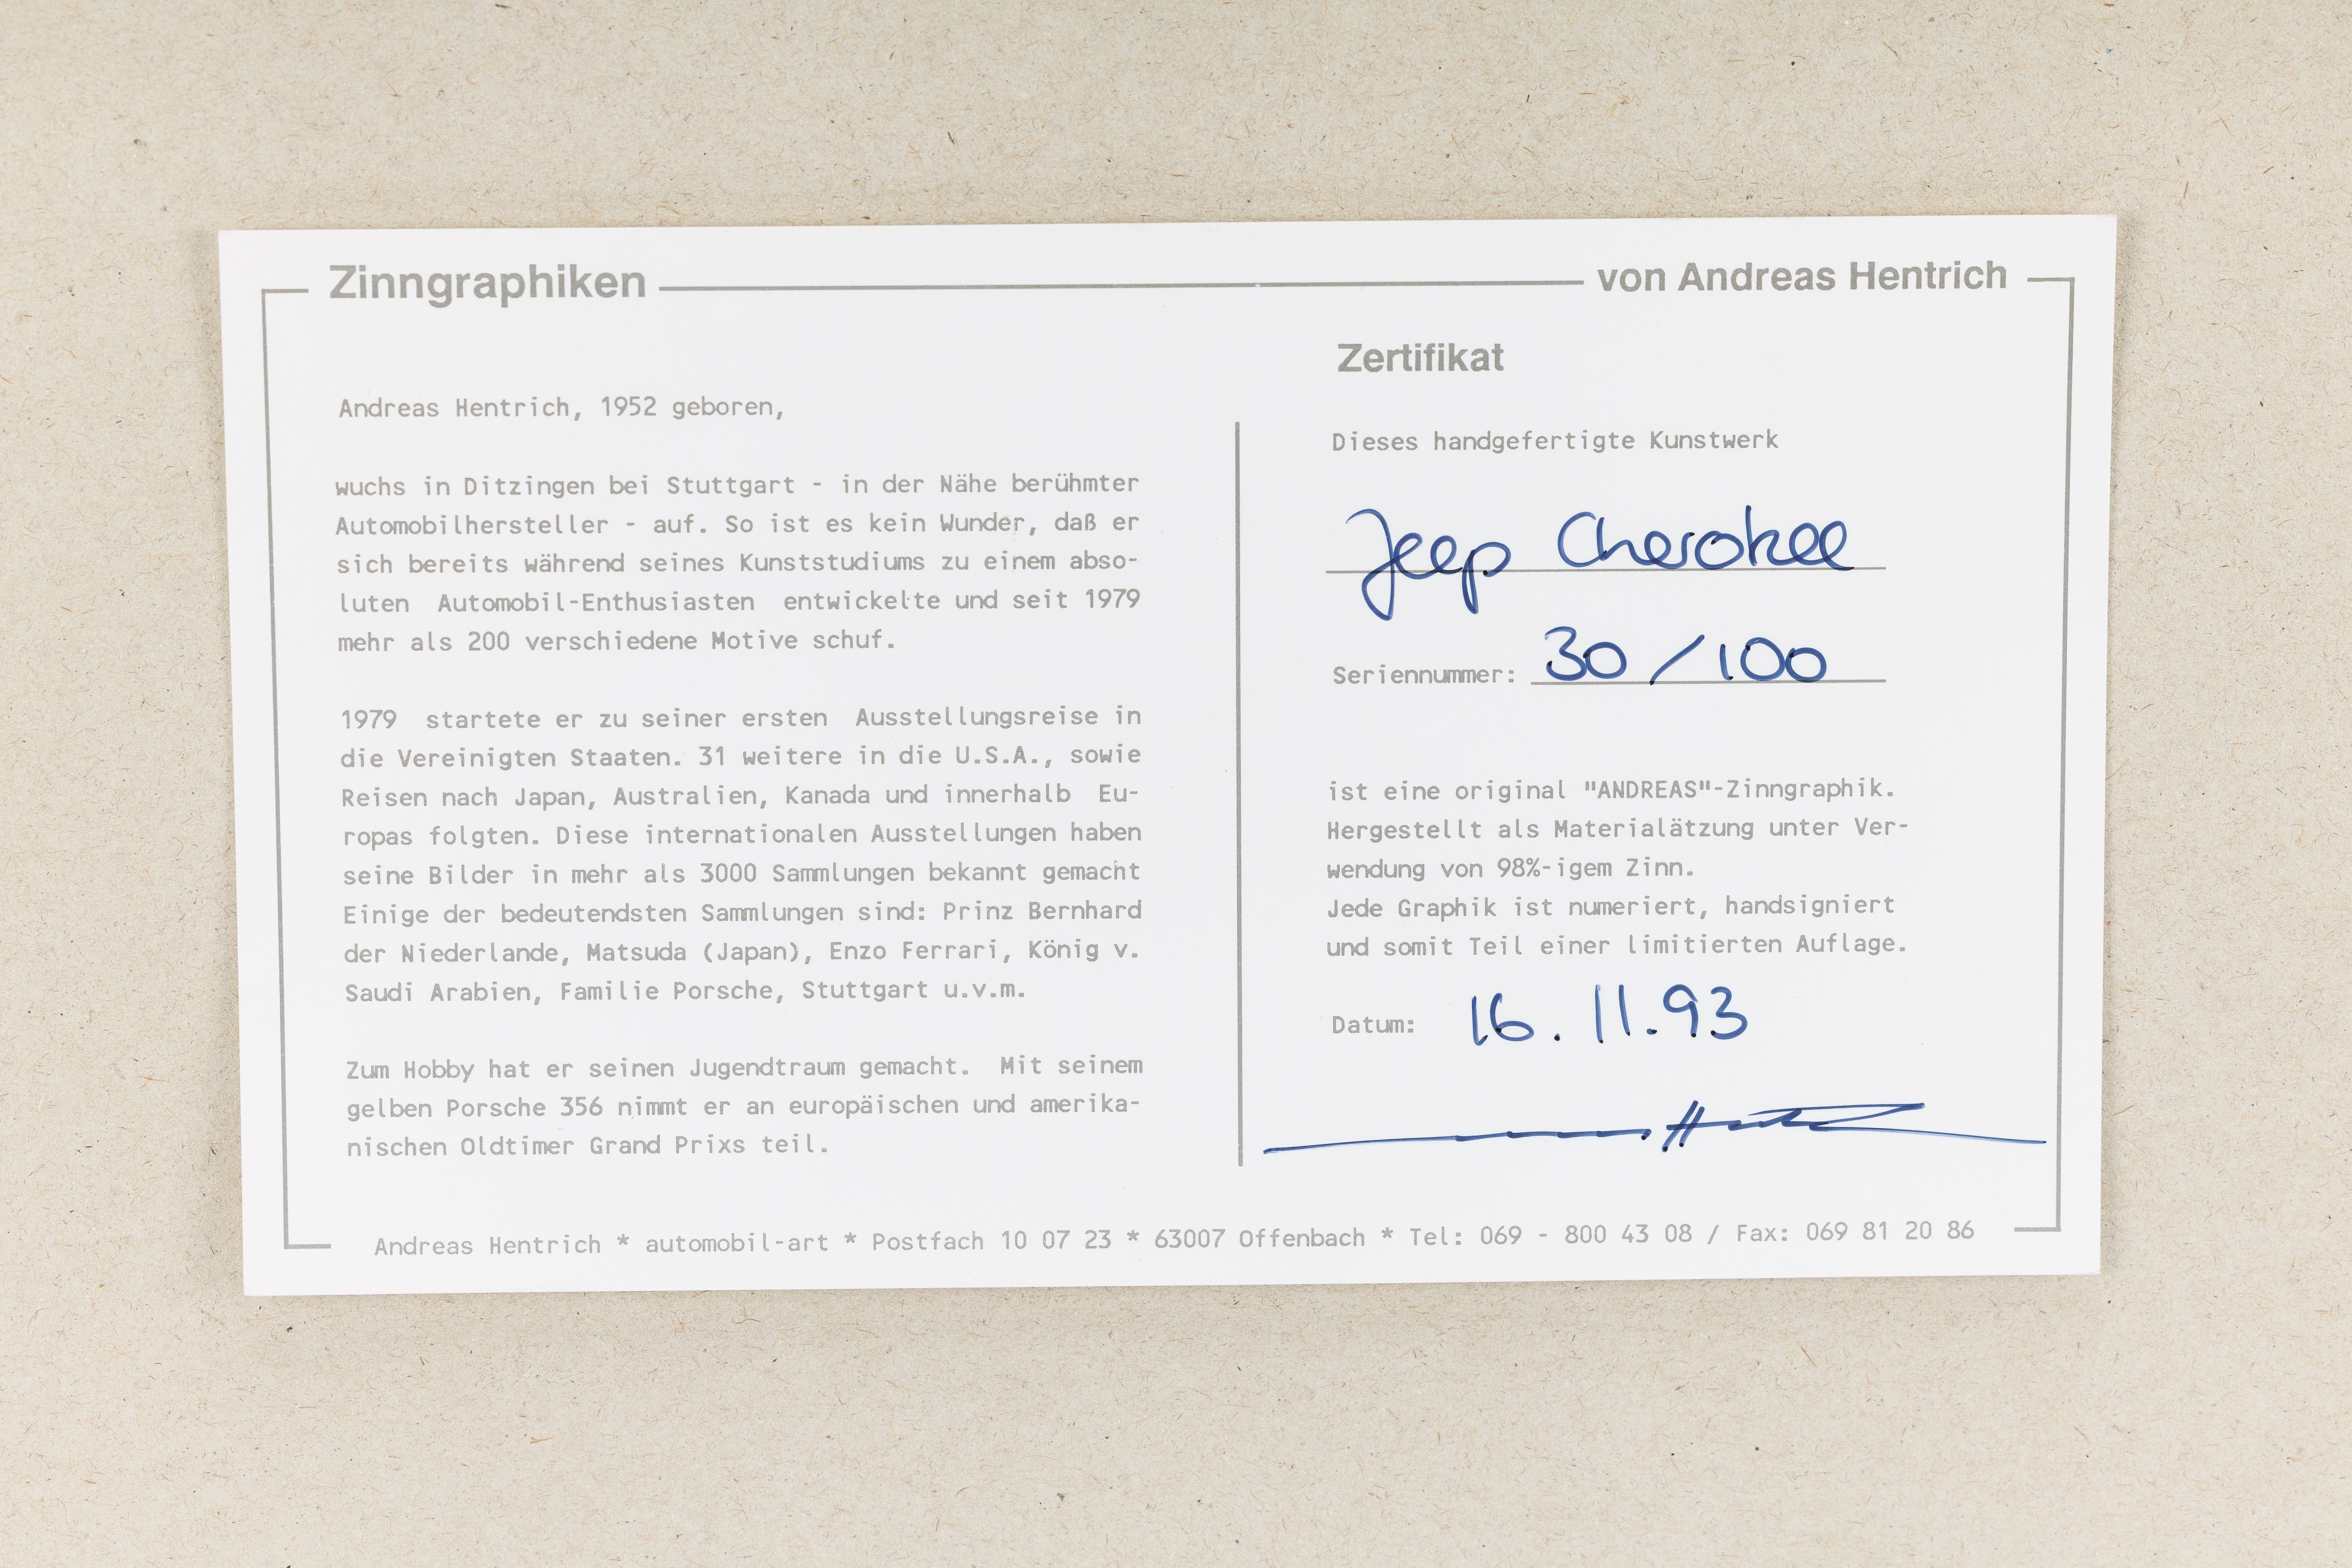 Zinngraphiken
von Andreas Hentrich
Andreas Hentrich, 1952 geboren,
wuchs in Ditzingen bei Stuttgart - in der Nähe berühmter
Automobilhersteller - auf. So ist es kein Wunder, daß er
sich bereits während seines Kunststudiums zu einem abso-
luten Automobil-Enthusiasten entwickelte und seit 1979
mehr als 200 verschiedene Motive schuf.
1979 startete er zu seiner ersten Ausstellungsreise in
die Vereinigten Staaten. 31 weitere in die U.S.A., sowie
Reisen nach Japan, Australien, Kanada und innerhalb Eu-
ropas folgten. Diese internationalen Ausstellungen haben
seine Bilder in mehr als 3000 Sammlungen bekannt gemacht
Einige der bedeutendsten Sammlungen sind: Prinz Bernhard
der Niederlande, Matsuda (Japan), Enzo Ferrari, König v.
Saudi Arabien, Familie Porsche, Stuttgart u.v.m.
Zum Hobby hat er seinen Jugendtraum gemacht. Mit seinem
gelben Porsche 356 nimmt er an europäischen und amerika-
nischen Oldtimer Grand Prixs teil.
Zertifikat
Dieses handgefertigte Kunstwerk
Jeep Cherokee
Seriennummer: 30/100
ist eine original "ANDREAS"-Zinngraphik.
Hergestellt als Materialätzung unter Ver-
wendung von 98%-igem Zinn.
Jede Graphik ist numeriert, handsigniert
und somit Teil einer limitierten Auflage.
Datum: 16.11.93
Andreas Hentrich * automobil-art * Postfach 10 07 23 * 63007 Offenbach * Tel: 069 - 800 43 08 / Fax: 069 81 20 86